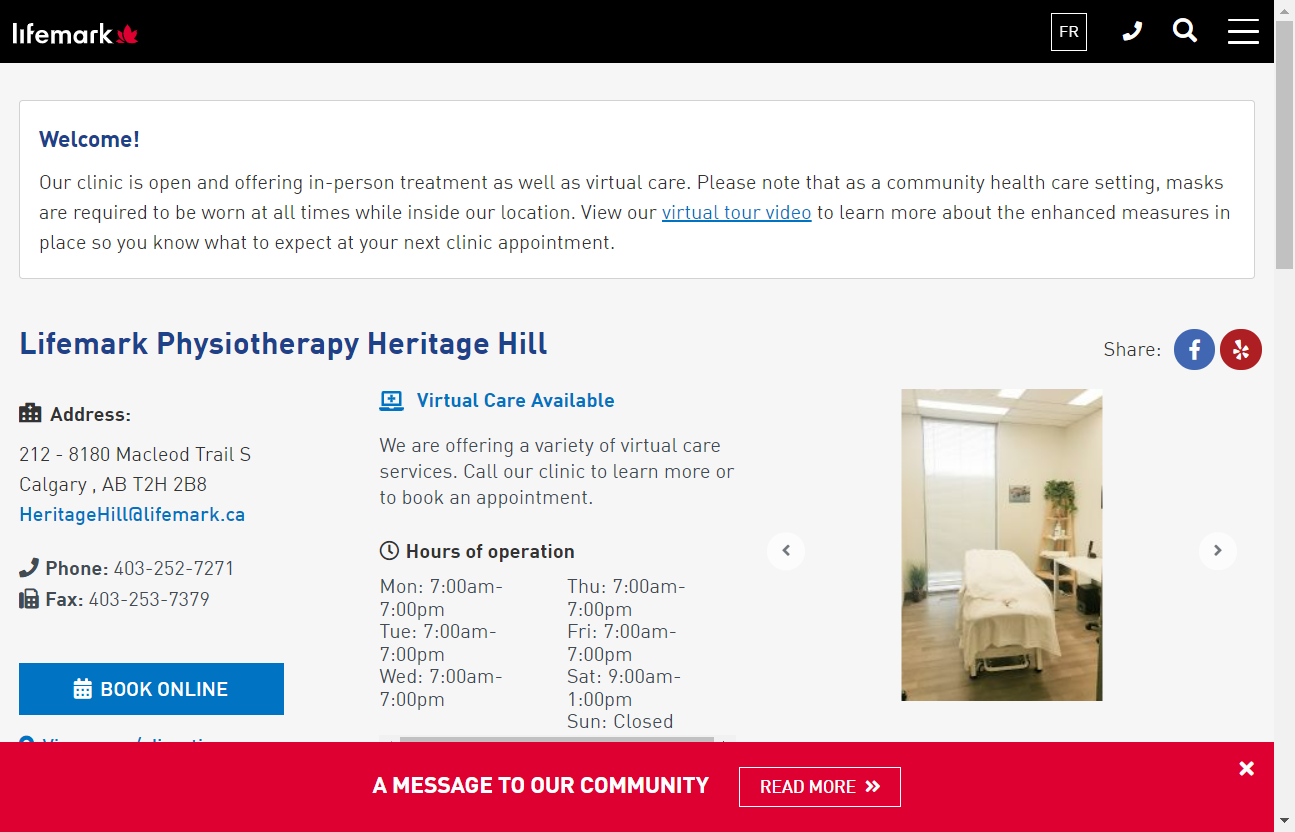 lifemark
FR
Welcome!
Our clinic is open and offering in-person treatment as well as virtual care. Please note that as a community health care setting, masks
are required to be worn at all times while inside our location. View our virtual tour video to learn more about the enhanced measures in
place so you know what to expect at your next clinic appointment.
Lifemark Physiotherapy Heritage Hill
Share:
Address:
212 - 8180 Macleod Trail S
Calgary , AB T2H 2B8
HeritageHill@lifemark.ca
Phone: 403-252-7271
Fax: 403-253-7379
BOOK ONLINE
Virtual Care Available
We are offering a variety of virtual care
services. Call our clinic to learn more or
to book an appointment.
Hours of operation
Mon: 7:00am-
7:00pm
Tue: 7:00am-
7:00pm
Wed: 7:00am-
7:00pm
Thu: 7:00am-
7:00pm
Fri: 7:00am-
7:00pm
Sat: 9:00am-
1:00pm
Sun: Closed
A MESSAGE TO OUR COMMUNITY
READ MORE